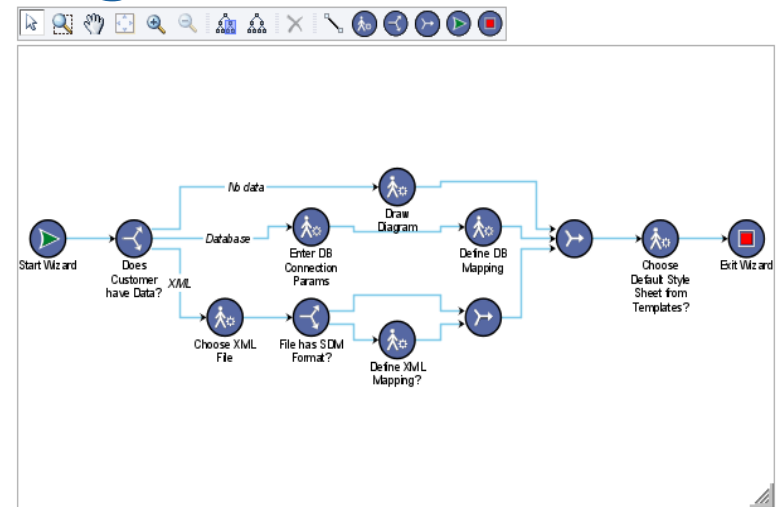 No data
Draw
Diagram
Database
Start Wizard
Does
Customer
have Data?
XML
Enter DB
Connection
Params
Define DB
Mapping
Choose
Default Style
Sheet from
Templates?
Exit Wizard
Choose XML
File
File has SDM
Format?
Define XML
Mapping?